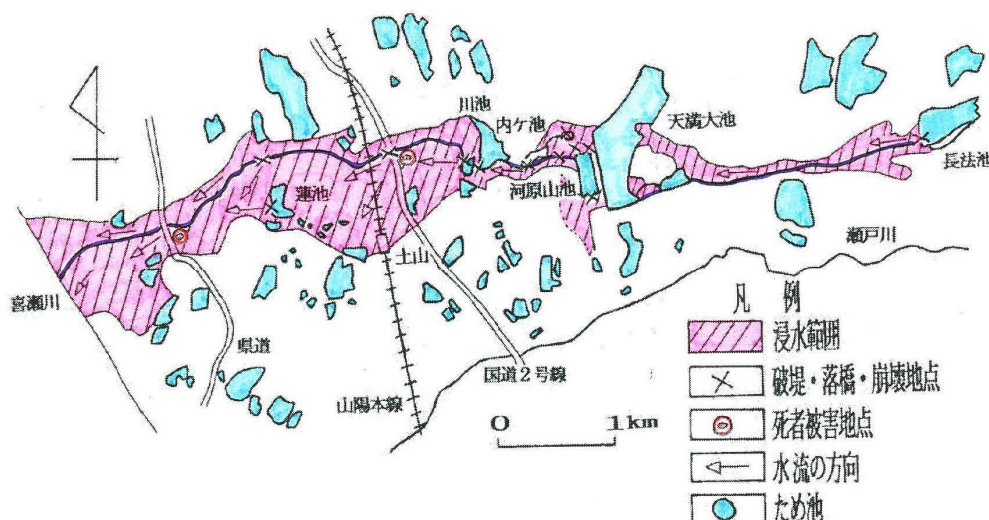 川池
内ケ池
天満大池
長法池
河原山池
蓮池
瀬戸川
土山
喜瀬川
県道
国道2号線
山陽本線
0 1km
凡 例
浸水範囲
破堤・落橋・崩壊地点
死者被害地点
水流の方向
ため池